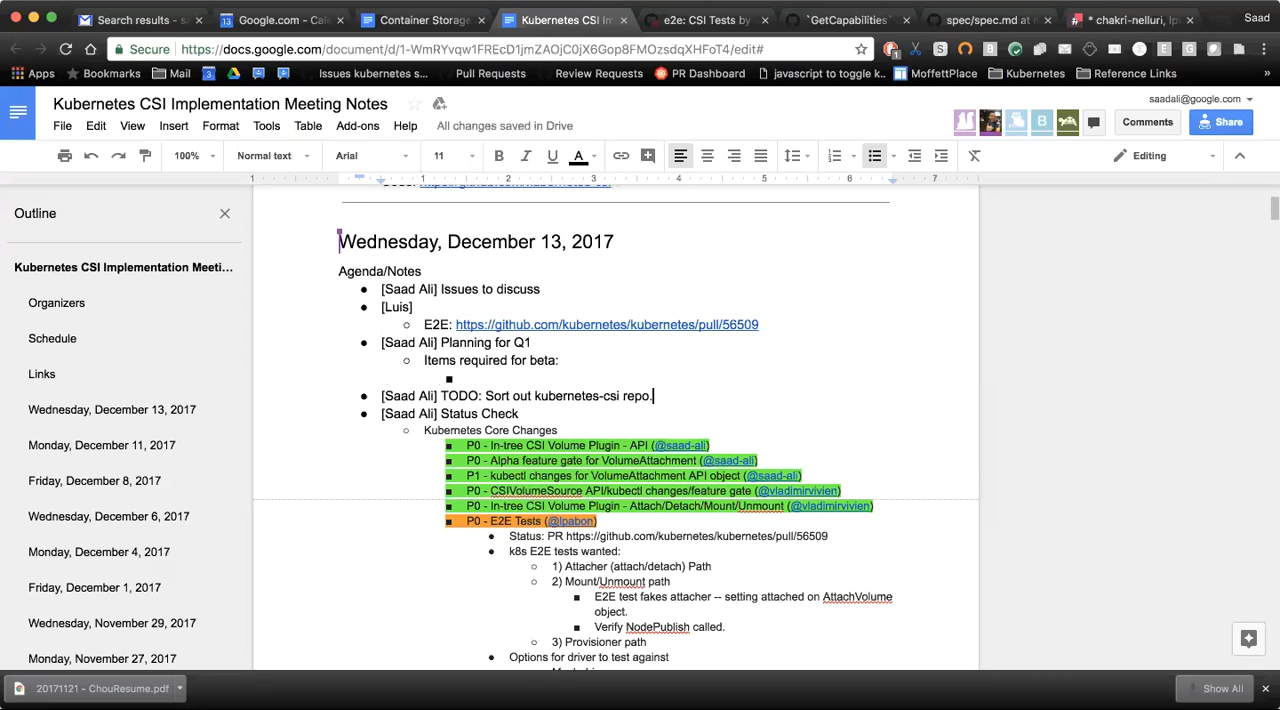 Search results - sa
Google.com - Cale
Container Storage
Kubernetes CSI Im
e2e: CSI Tests by
`GetCapabilities`
spec/spec.md at m
* chakri-nelluri, lpa
Saad
Secure
https://docs.google.com/document/d/1-WmRYvqw1FREcD1jmZAOjC0jX6Gop8FMOzsdqXHFoT4/edit#
Apps
Bookmarks
Mail
Issues kubernetes s...
Pull Requests
Review Requests
PR Dashboard
javascript to toggle k..
MoffettPlace
Kubernetes
Reference Links
»
Kubernetes CSI Implementation Meeting Notes
saadali@google.com
File Edit View Insert Format Tools Table Add-ons Help All changes saved in Drive
B
Comments
Share
100% Normal text Arial 11 B I U A Editing
1 1 2 3 4 5 6 7
Outline
Kubernetes CSI Implementation Meeti...
Organizers
Schedule
Links
Wednesday, December 13, 2017
Monday, December 11, 2017
Friday, December 8, 2017
Wednesday, December 6, 2017
Monday, December 4, 2017
Friday, December 1, 2017
Wednesday, November 29, 2017
Monday, November 27, 2017
Wednesday, December 13, 2017
Agenda/Notes
● [Saad Ali] Issues to discuss
● [Luis]
○ E2E: https://github.com/kubernetes/kubernetes/pull/56509
● [Saad Ali] Planning for Q1
○ Items required for beta:
■
● [Saad Ali] TODO: Sort out kubernetes-csi repo.
● [Saad Ali] Status Check
○ Kubernetes Core Changes
■ P0 - In-tree CSI Volume Plugin - API (@saad-ali)
■ P0 - Alpha feature gate for VolumeAttachment (@saad-ali)
■ P1 - kubectl changes for VolumeAttachment API object (@saad-ali)
■ P0 - CSIVolumeSource API/kubectl changes/feature gate (@vladimirvivien)
■ P0 - In-tree CSI Volume Plugin - Attach/Detach/Mount/Unmount (@vladimirvivien)
■ P0 - E2E Tests (@lpabon)
● Status: PR https://github.com/kubernetes/kubernetes/pull/56509
● k8s E2E tests wanted:
○ 1) Attacher (attach/detach) Path
○ 2) Mount/Unmount path
■ E2E test fakes attacher -- setting attached on AttachVolume
object.
■ Verify NodePublish called.
○ 3) Provisioner path
● Options for driver to test against
20171121 - ChouResume.pdf
Show All